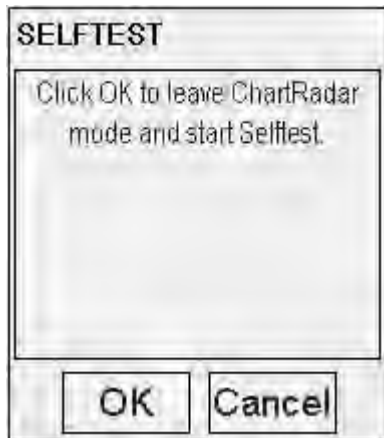 SELFTEST
Click OK to leave ChartRadar
mode and start Selftest.
OK
Cancel